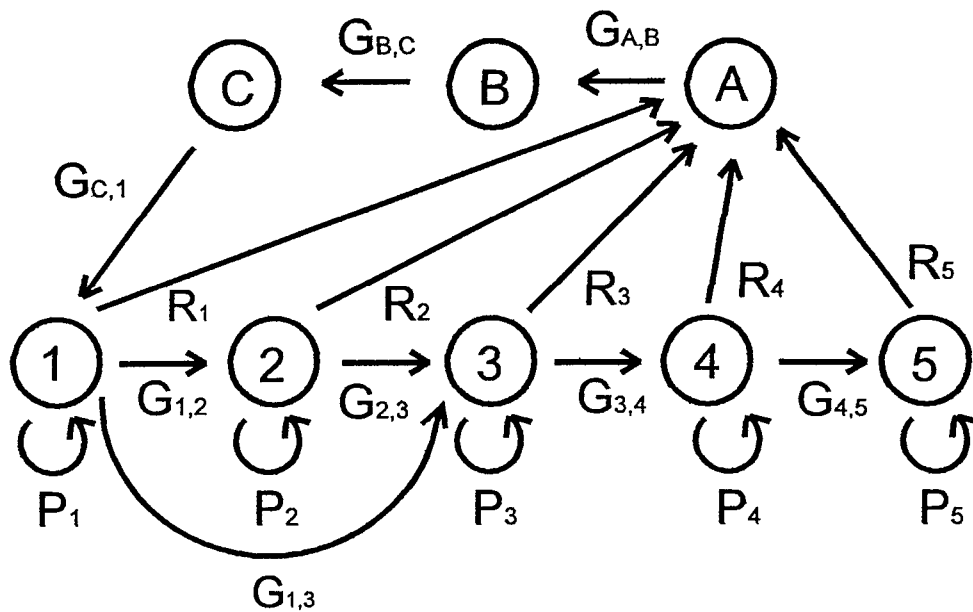 C G_B,C B G_A,B A
G_C,1
R_1 R_2 R_3 R_4 R_5
1 2 3 4 5
G_1,2 G_2,3 G_3,4 G_4,5
P_1 P_2 P_3 P_4 P_5
G_1,3